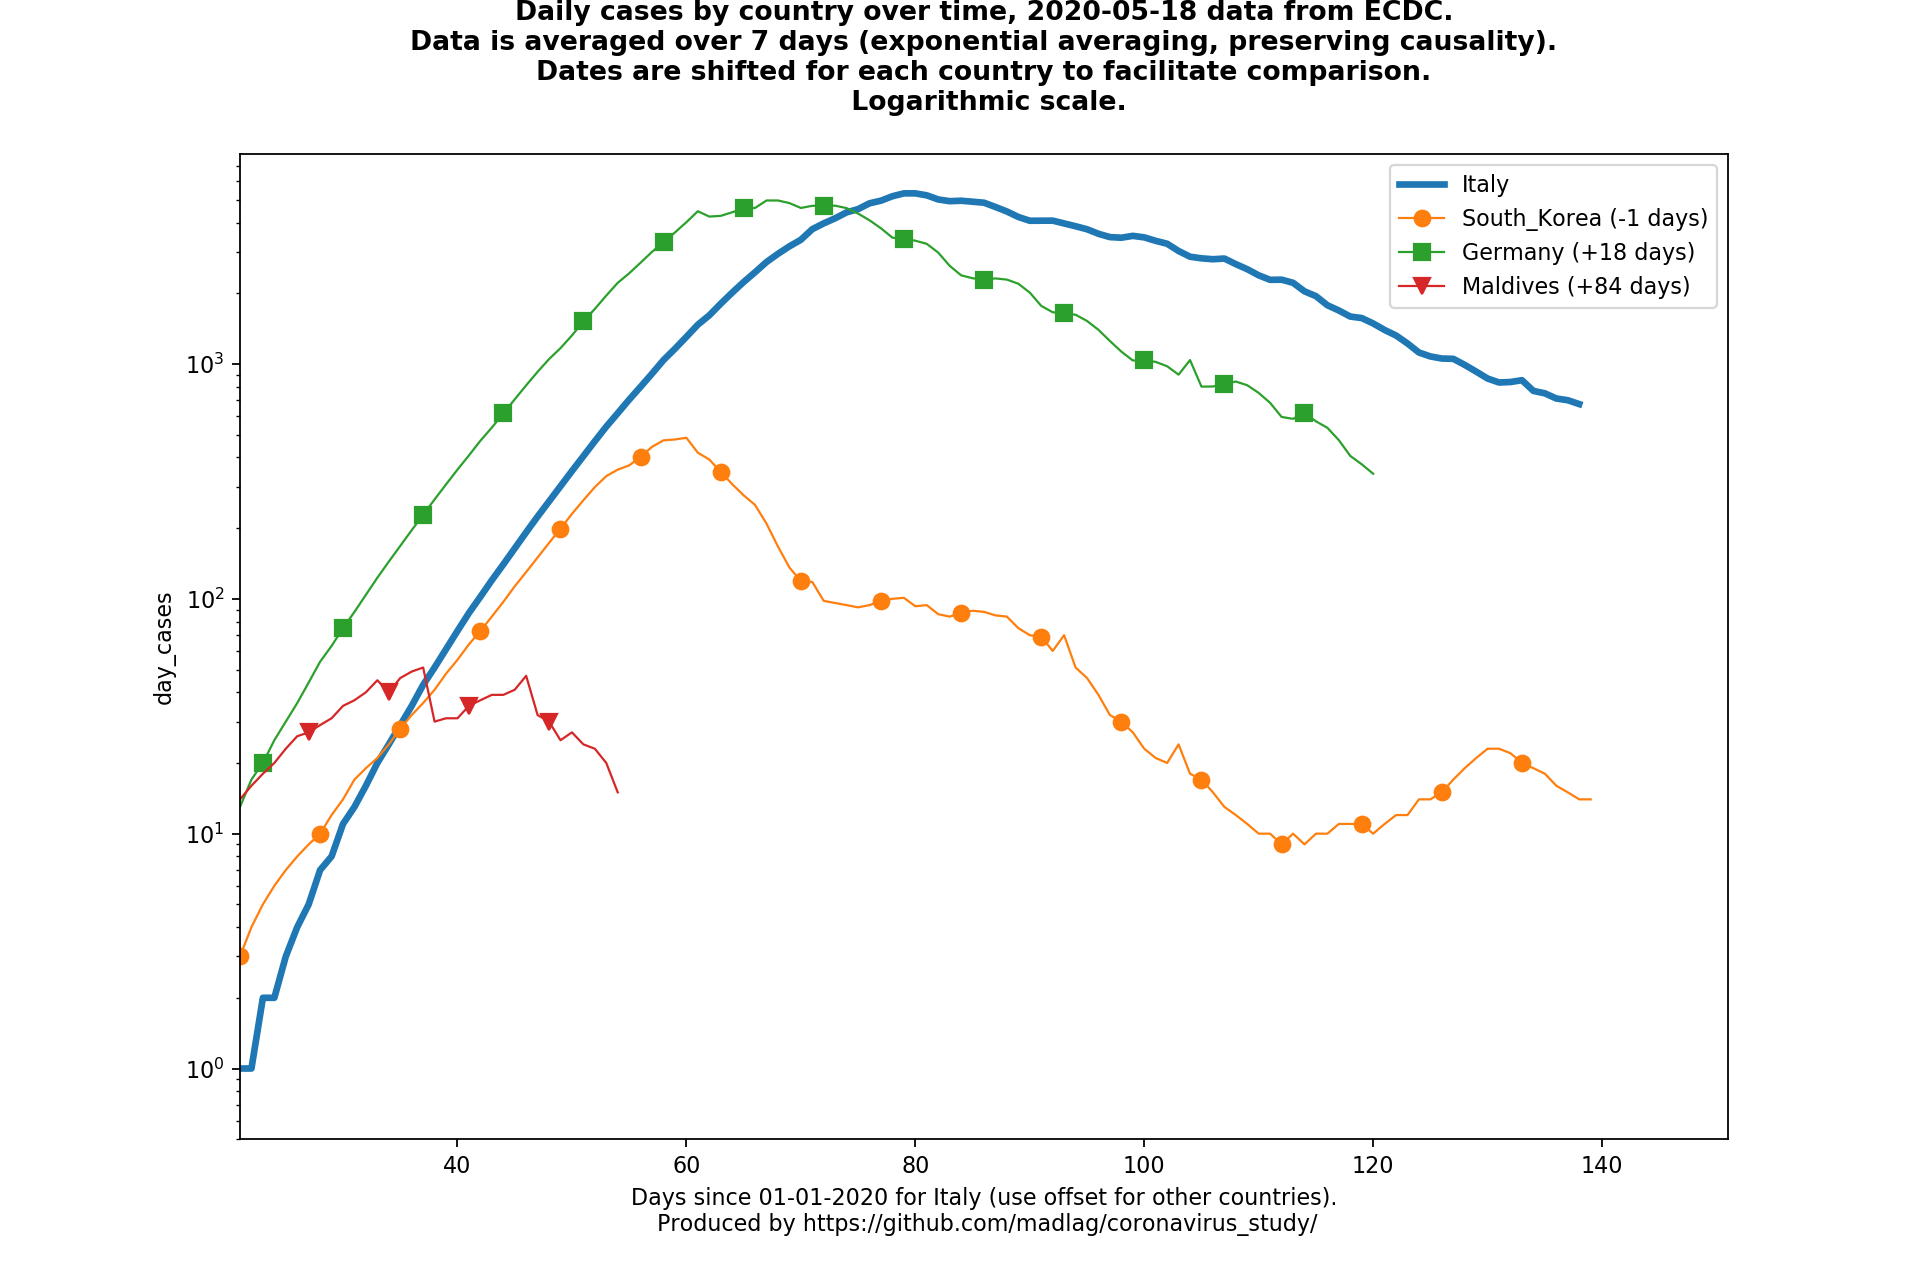 Daily cases by country over time, 2020-05-18 data from ECDC.
Data is averaged over 7 days (exponential averaging, preserving causality).
Dates are shifted for each country to facilitate comparison.
Logarithmic scale.
Italy
South_Korea (-1 days)
Germany (+18 days)
Maldives (+84 days)
10³
10²
10¹
10⁰
day_cases
40 60 80 100 120 140
Days since 01-01-2020 for Italy (use offset for other countries).
Produced by https://github.com/madlag/coronavirus_study/